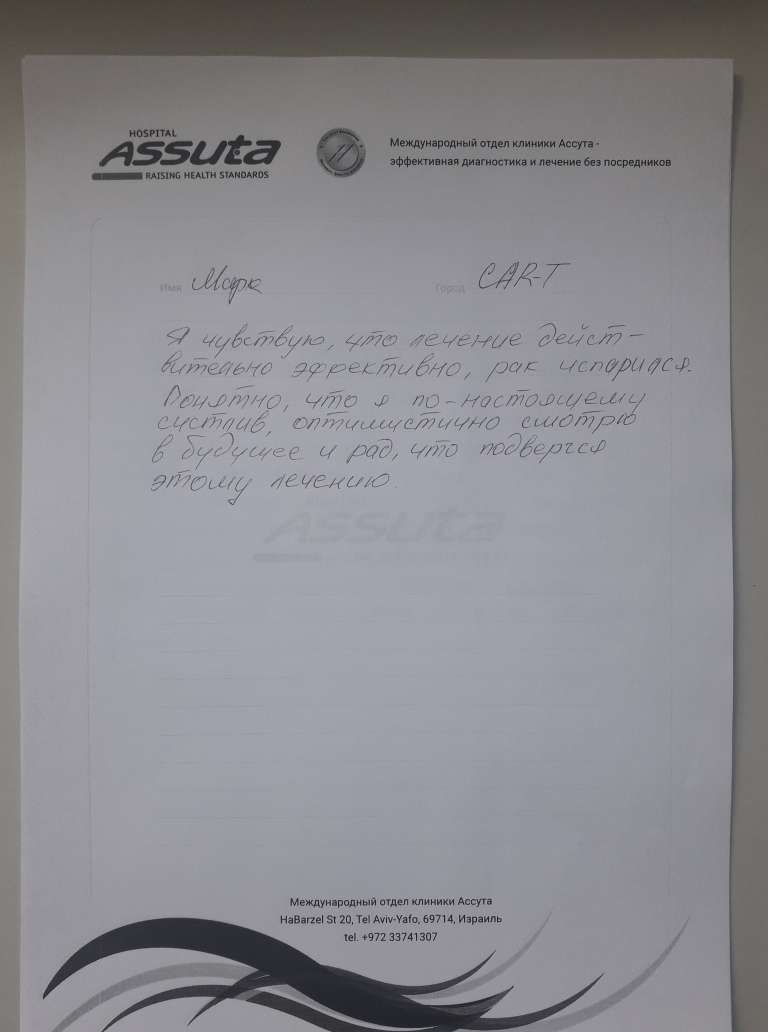 HOSPITAL
Assuta
RAISING HEALTH STANDARDS
Международный отдел клиники Ассута -
эффективная диагностика и лечение без посредников
Имя Марк Город CAR-T
Я чувствую, что лечение дейст-
вительно эффективно, рак испарился.
Понятно, что я по-настоящему
счстлив, оптимистично смотрю
в будущее и рад, что подвергся
этому лечению.
Assuta
Международный отдел клиники Ассута
HaBarzel St 20, Tel Aviv-Yafo, 69714, Израиль
tel. +972 33741307